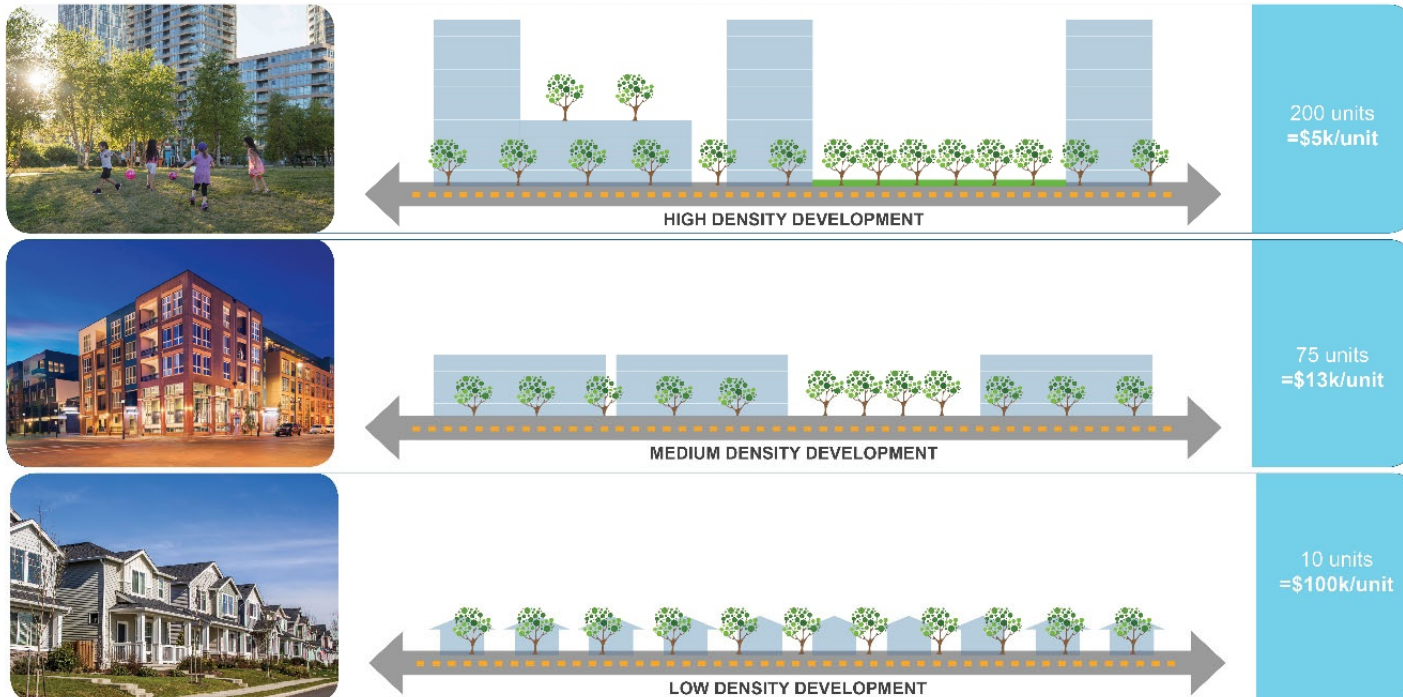 200 units
=$5k/unit
HIGH DENSITY DEVELOPMENT
75 units
=$13k/unit
MEDIUM DENSITY DEVELOPMENT
10 units
=$100k/unit
LOW DENSITY DEVELOPMENT